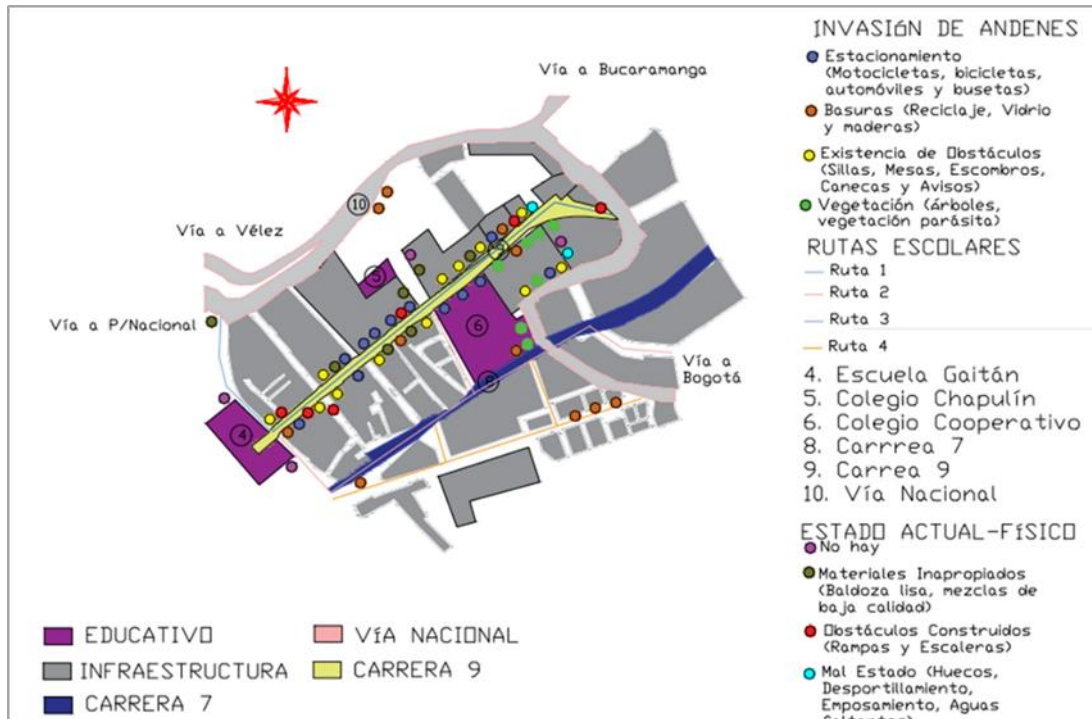 Vía a Bucaramanga
Vía a Vélez
Vía a P/Nacional
Vía a
Bogotá
10
5
9
6
8
4
EDUCATIVO
INFRAESTRUCTURA
CARRERA 7
VíA NACIONAL
CARRERA 9
INVASIóN DE ANDENES
Estacionamiento
(Motocicletas, bicicletas,
automóviles y busetas)
Basuras (Reciclaje, Vidrio
y maderas)
Existencia de Obstáculos
(Sillas, Mesas, Escombros,
Canecas y Avisos)
Vegetación (árboles,
vegetación parásita)
RUTAS ESCOLARES
Ruta 1
Ruta 2
Ruta 3
Ruta 4
4. Escuela Gaitán
5. Colegio Chapulín
6. Colegio Cooperativo
8. Carrrea 7
9. Carrea 9
10. Vía Nacional
ESTADO ACTUAL-FíSICO
No hay
Materiales Inapropiados
(Baldoza lisa, mezclas de
baja calidad)
Obstáculos Construidos
(Rampas y Escaleras)
Mal Estado (Huecos,
Desportillamiento,
Emposamiento, Aguas